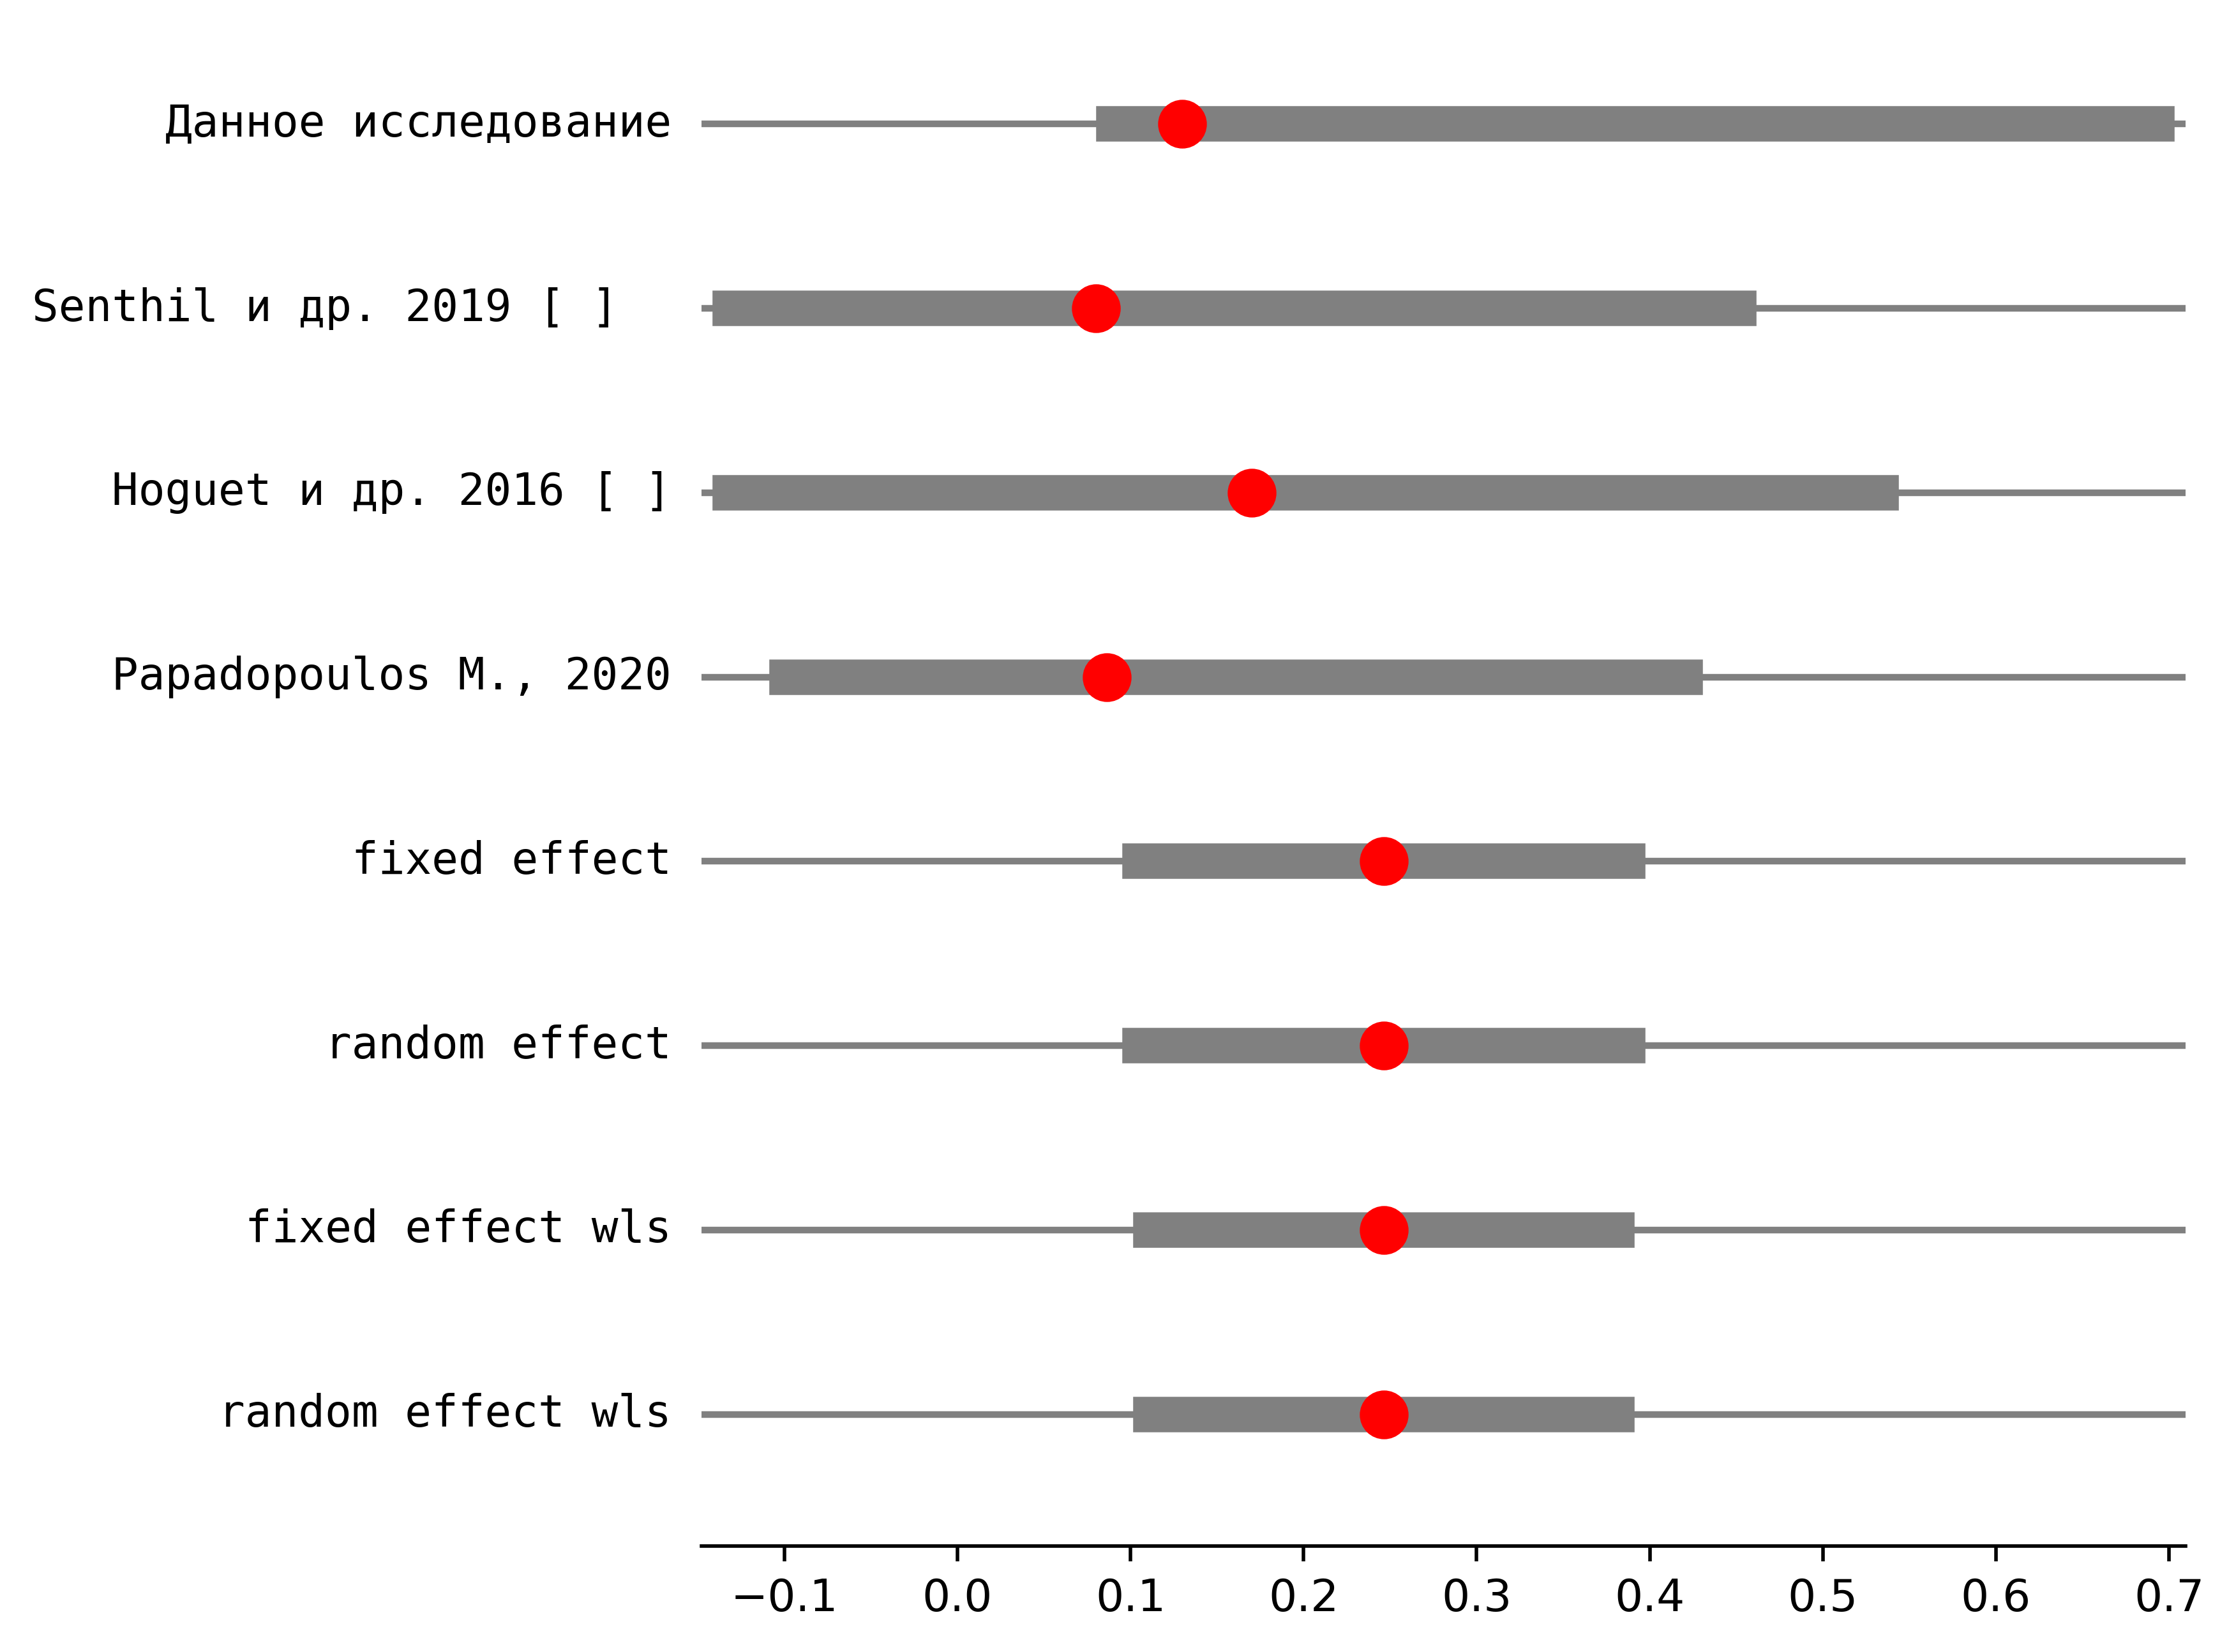 Данное исследование
Senthil и др. 2019 [ ]
Hoguet и др. 2016 [ ]
Papadopoulos M., 2020
fixed effect
random effect
fixed effect wls
random effect wls
−0.1 0.0 0.1 0.2 0.3 0.4 0.5 0.6 0.7